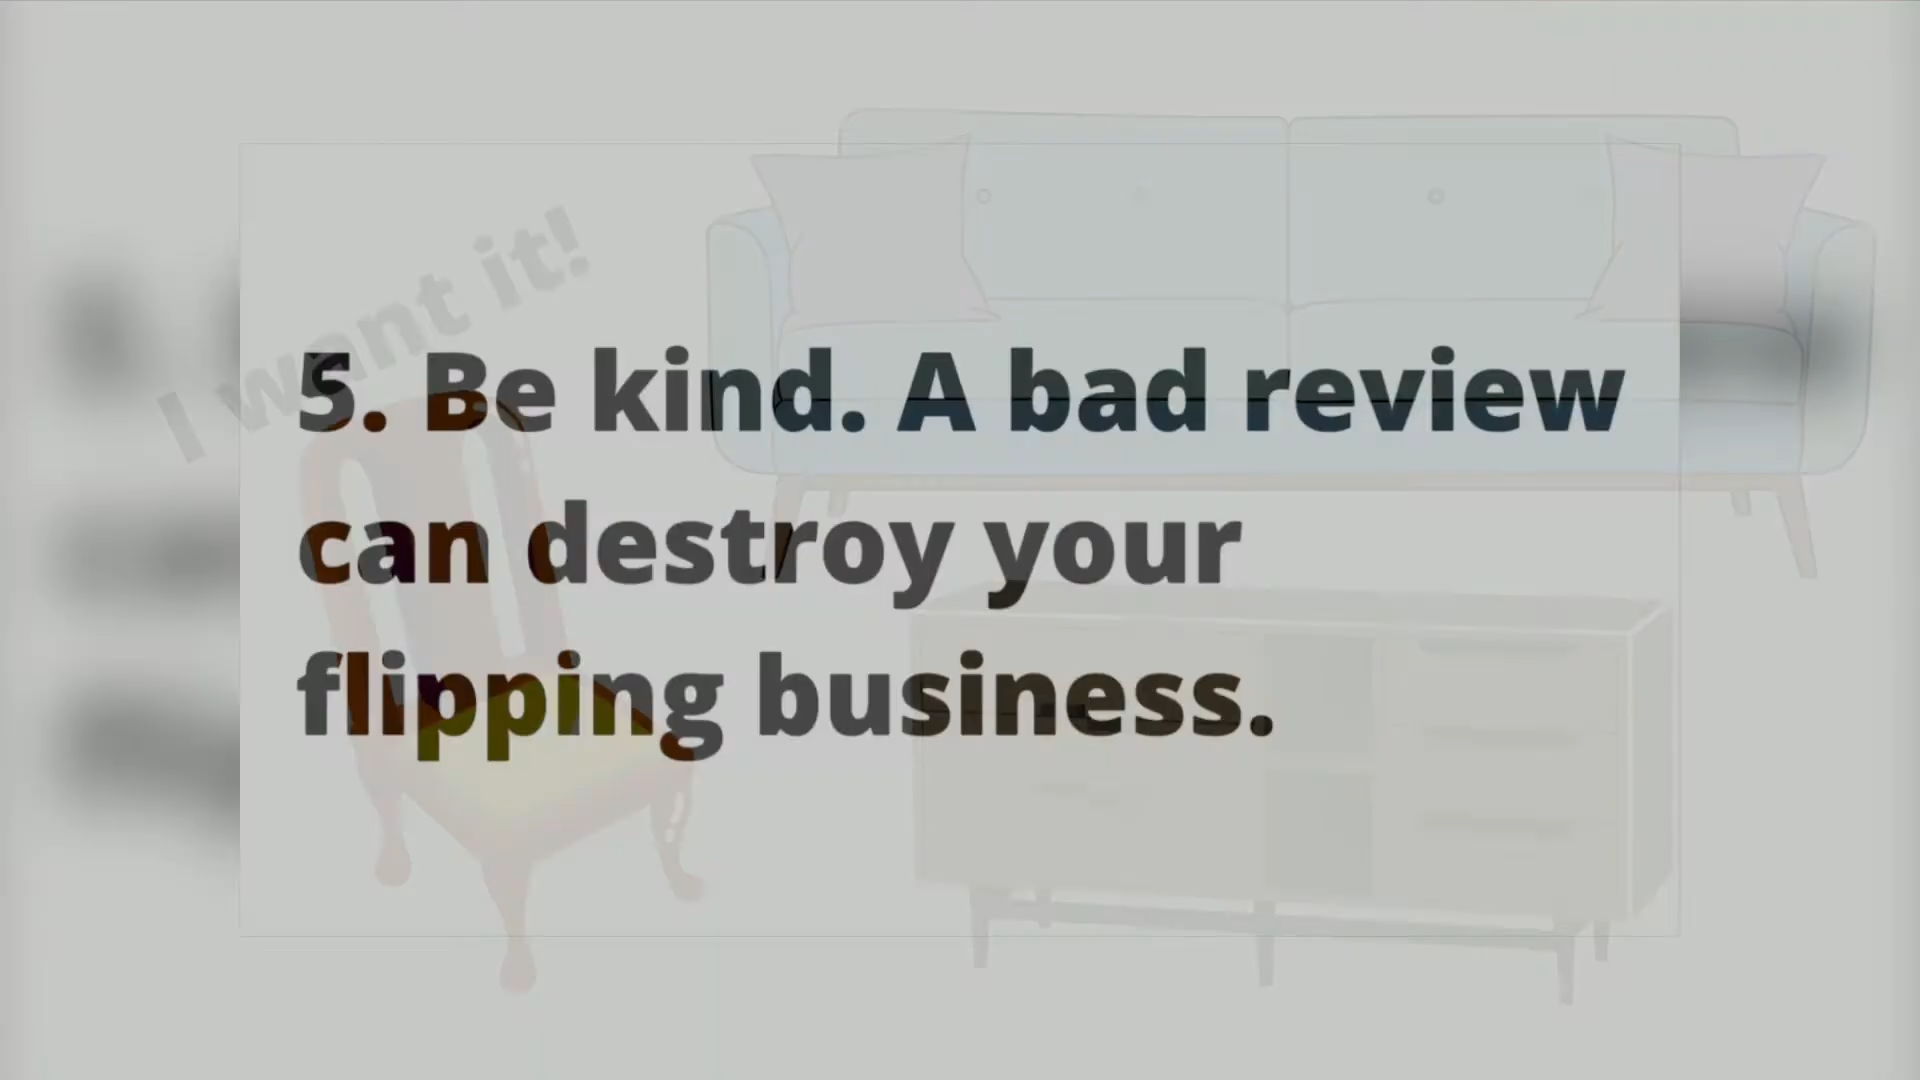 I want it!
5. Be kind. A bad review
can destroy your
flipping business.